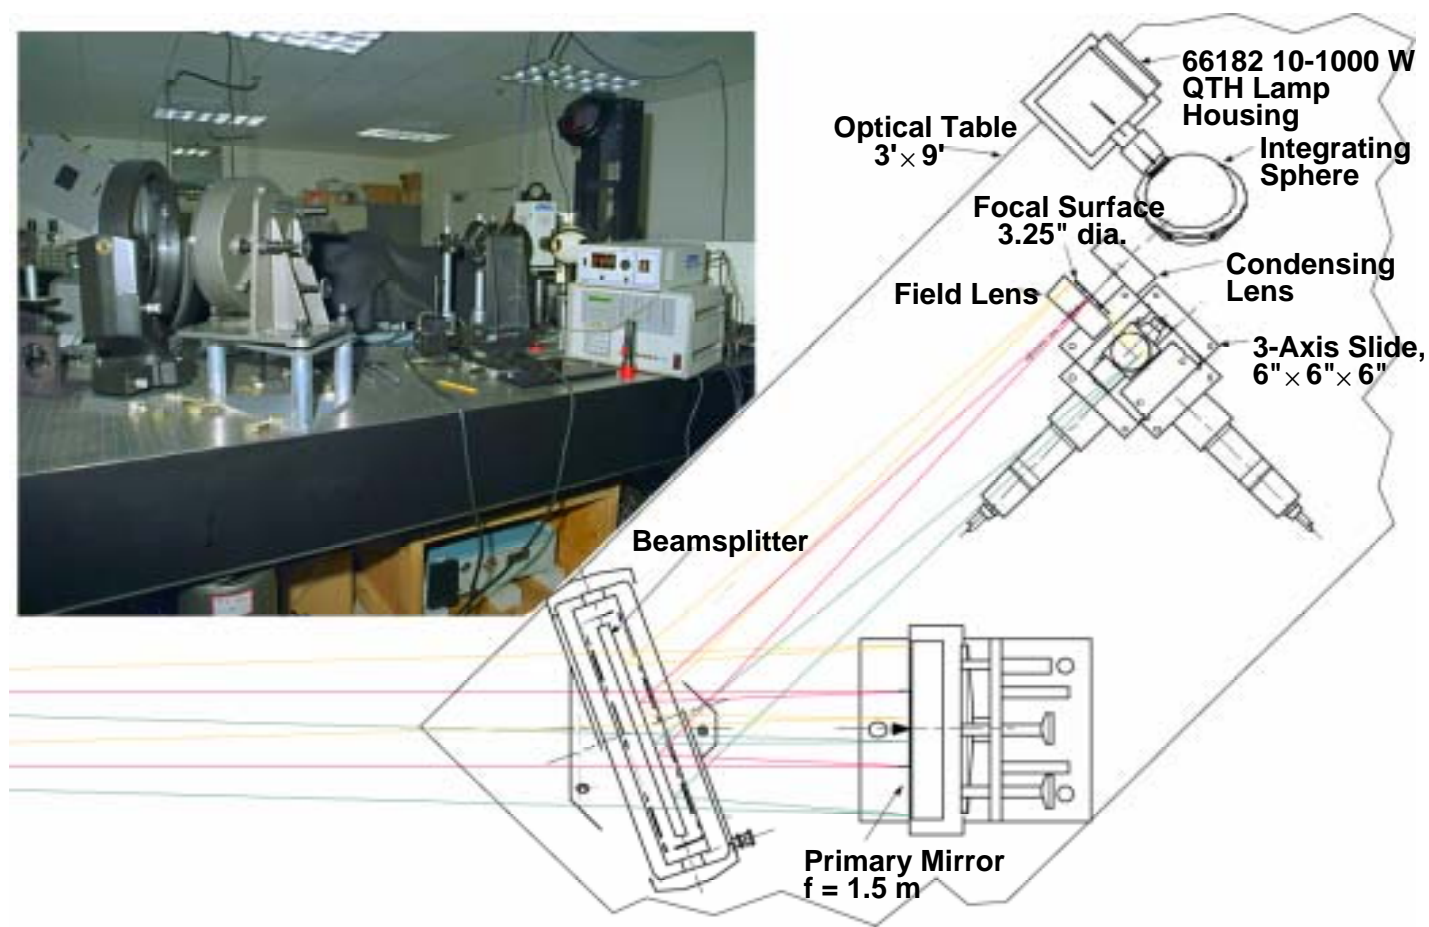 66182 10-1000 W
QTH Lamp
Housing
Optical Table
3'× 9'
Integrating
Sphere
Focal Surface
3.25" dia.
Condensing
Lens
Field Lens
3-Axis Slide,
6"× 6"× 6"
Beamsplitter
Primary Mirror
f = 1.5 m